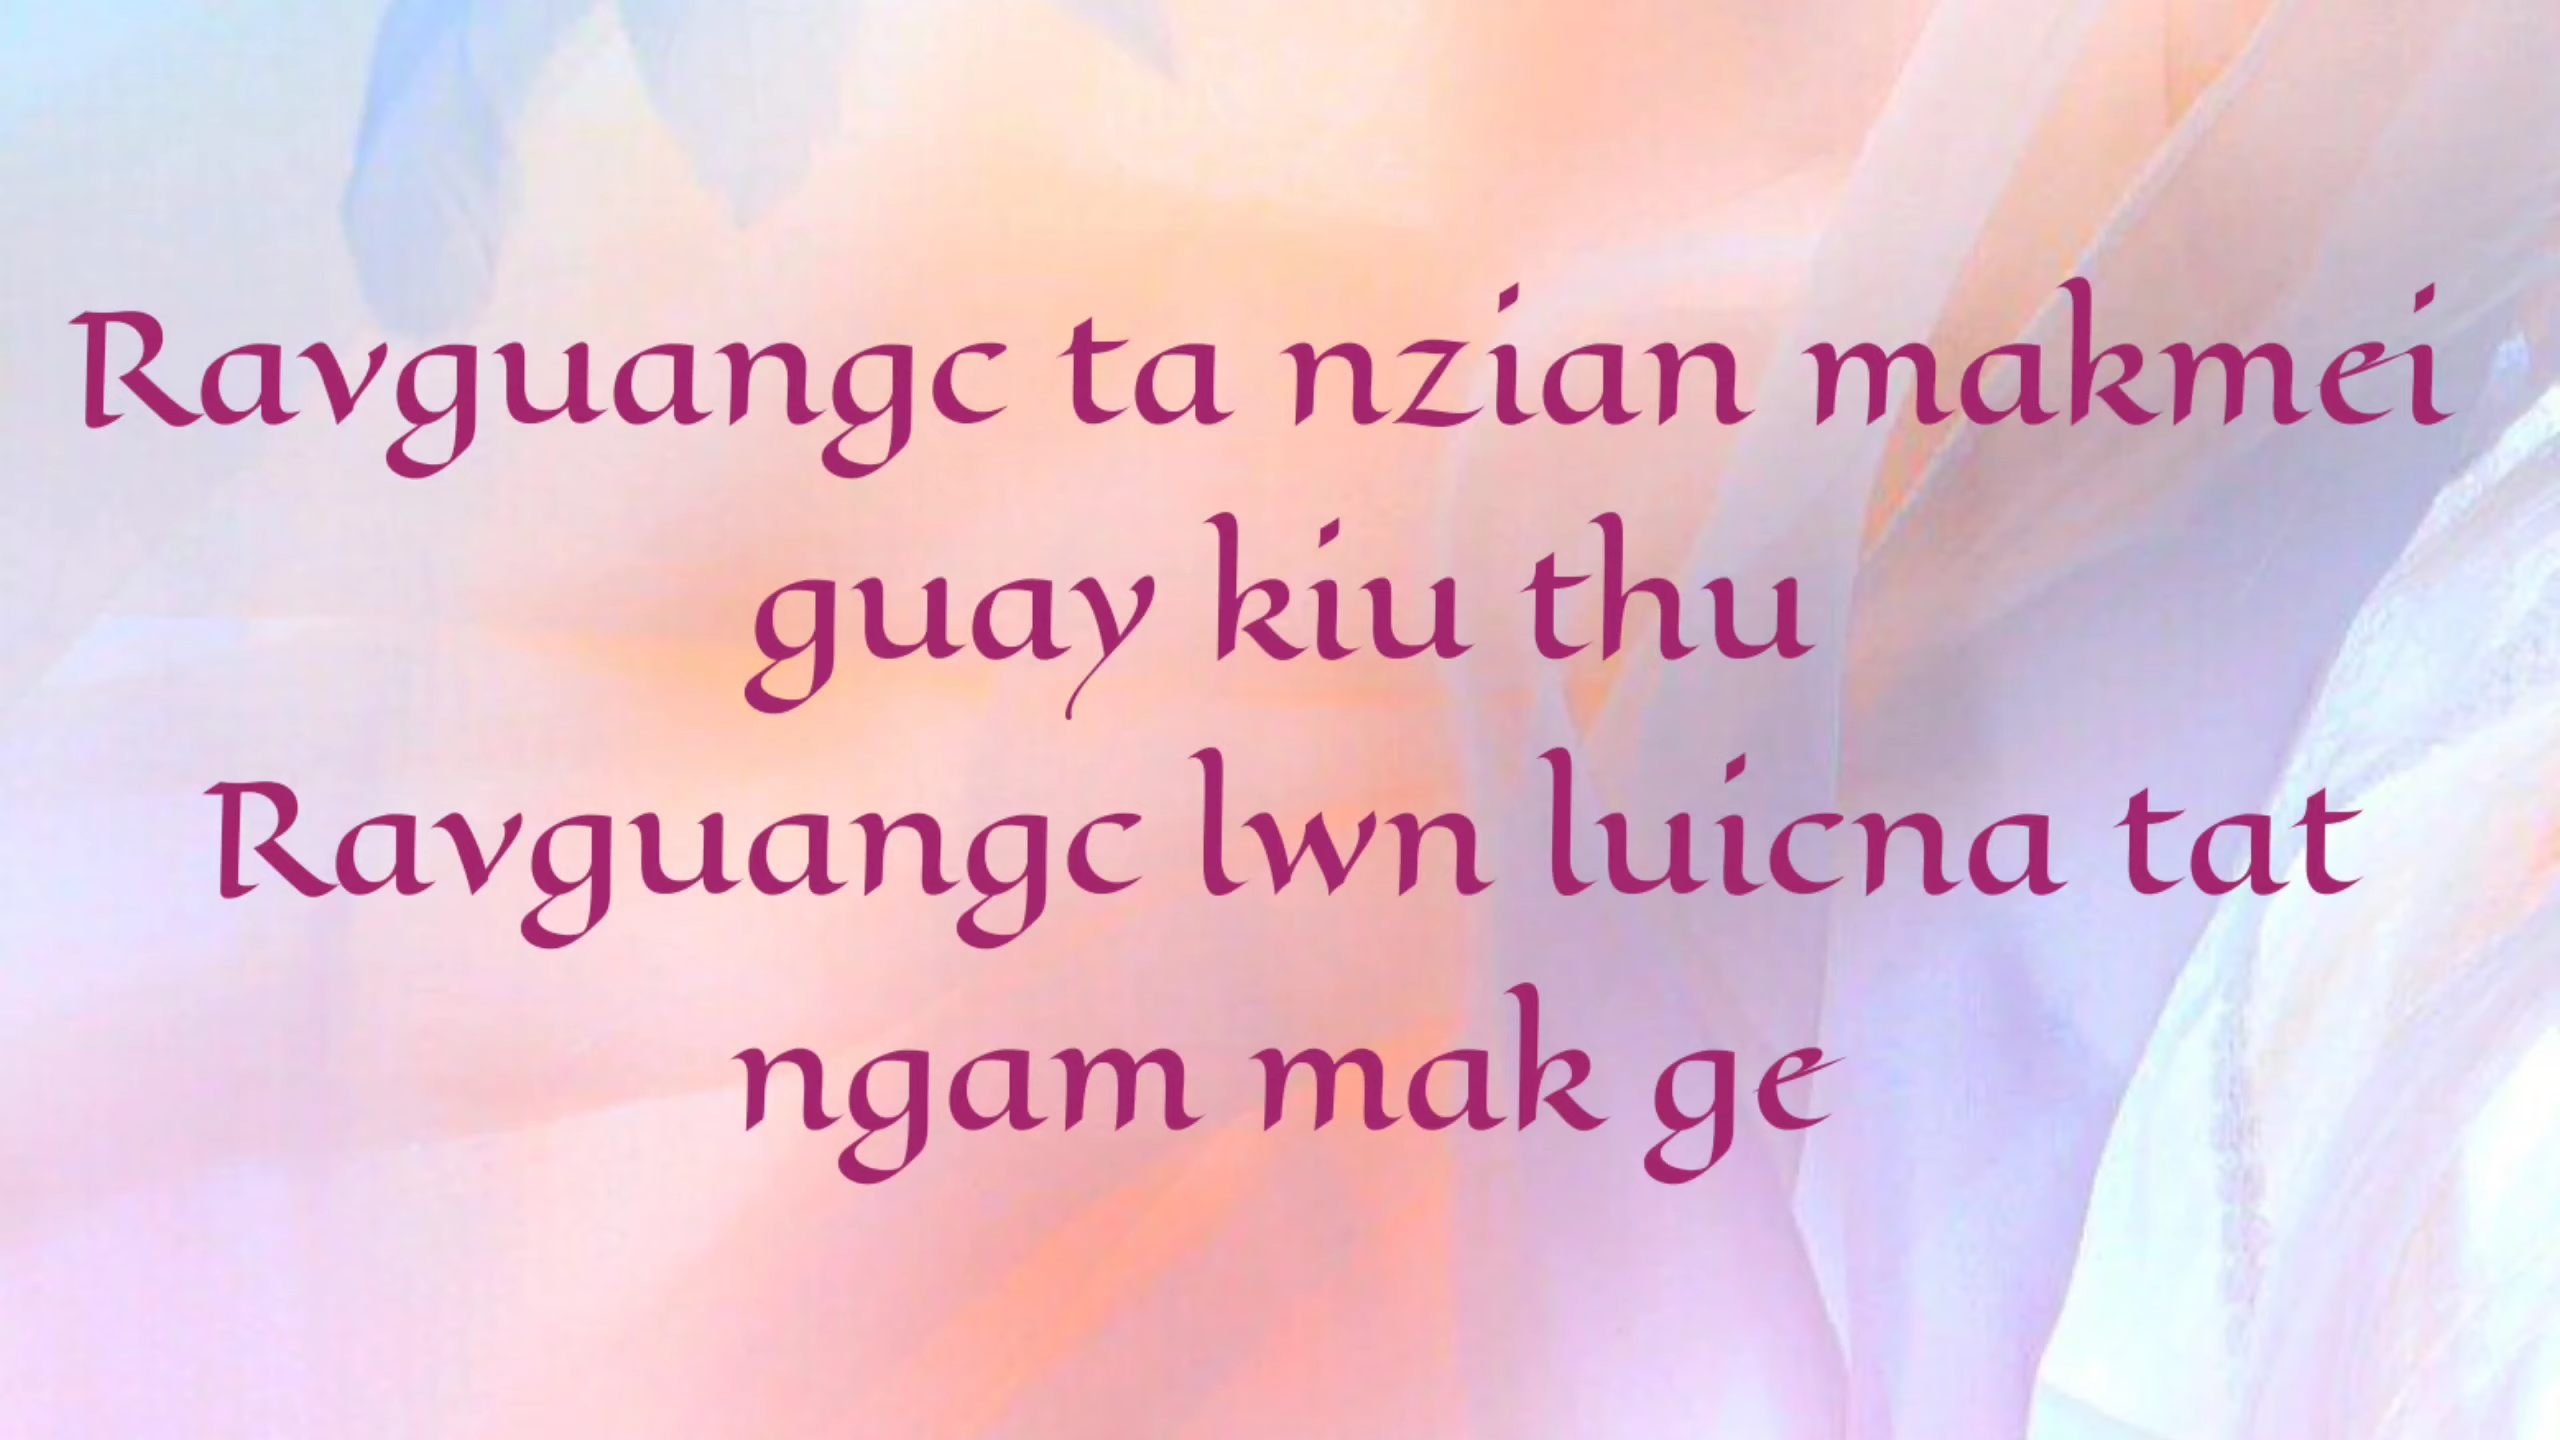 Ravguangc ta nzian makmei
guay kiu thu
Ravguangc lwn luicna tat
ngam mak ge